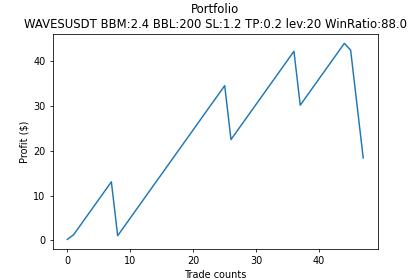 Portfolio
WAVESUSDT BBM:2.4 BBL:200 SL:1.2 TP:0.2 lev:20 WinRatio:88.0
40
30
20
10
0
Profit ($)
0 10 20 30 40
Trade counts